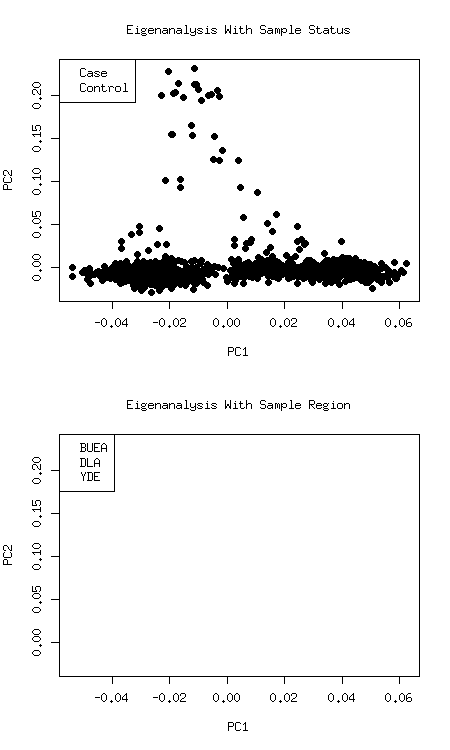 Eigenanalysis With Sample Status
Case
Control
0.20
0.15
0.10
0.05
0.00
PC2
-0.04 -0.02 0.00 0.02 0.04 0.06
PC1
Eigenanalysis With Sample Region
BUEA
DLA
YDE
0.20
0.15
0.10
0.05
0.00
PC2
-0.04 -0.02 0.00 0.02 0.04 0.06
PC1